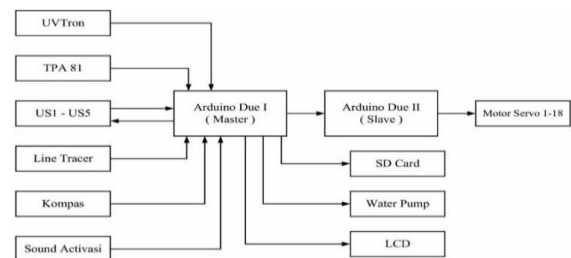 UVTron
TPA 81
US1 - US5
Line Tracer
Kompas
Sound Activasi
Arduino Due I
( Master )
Arduino Due II
( Slave )
Motor Servo 1-18
SD Card
Water Pump
LCD